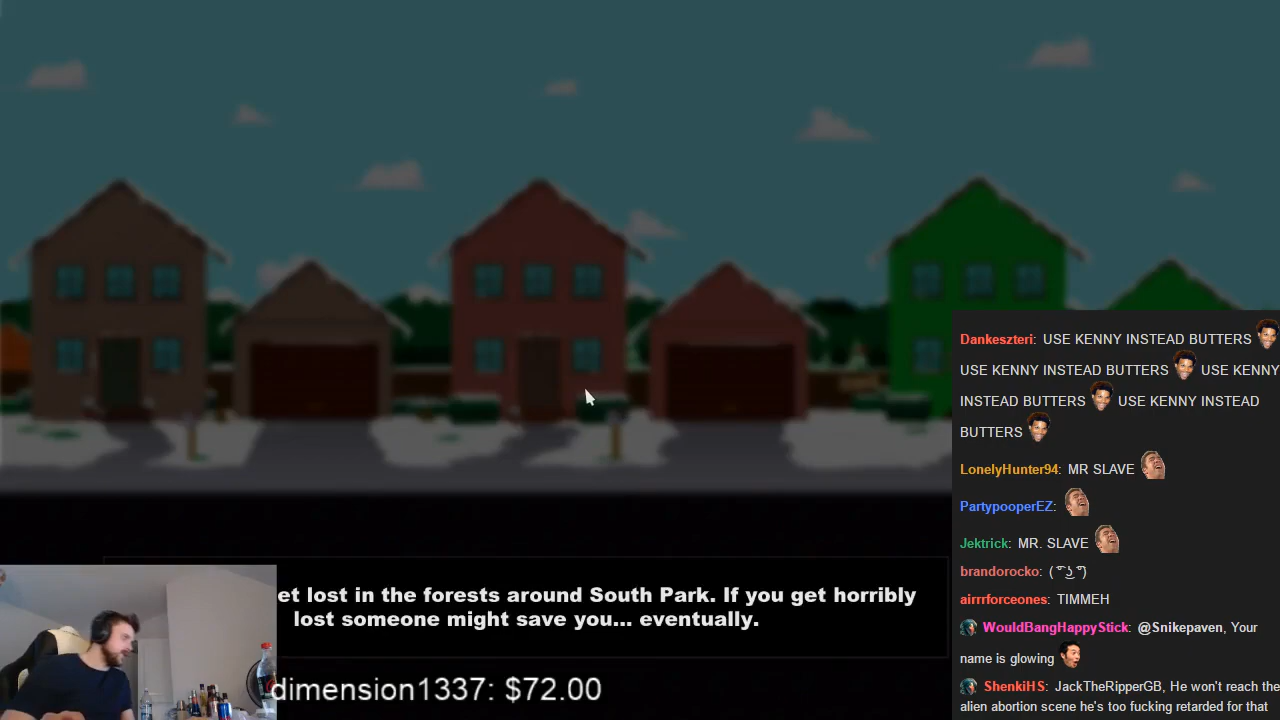 Dankeszteri: USE KENNY INSTEAD BUTTERS
USE KENNY INSTEAD BUTTERS USE KENNY
INSTEAD BUTTERS USE KENNY INSTEAD
BUTTERS
LonelyHunter94: MR SLAVE
PartypooperEZ:
Jektrick: MR. SLAVE
brandorocko: ( ͡° ͜ʖ ͡°)
airrrforceones: TIMMEH
WouldBangHappyStick: @Snikepaven, Your
name is glowing
ShenkiHS: JackTheRipperGB, He won't reach the
alien abortion scene he's too fucking retarded for that
et lost in the forests around South Park. If you get horribly
lost someone might save you... eventually.
dimension1337: $72.00